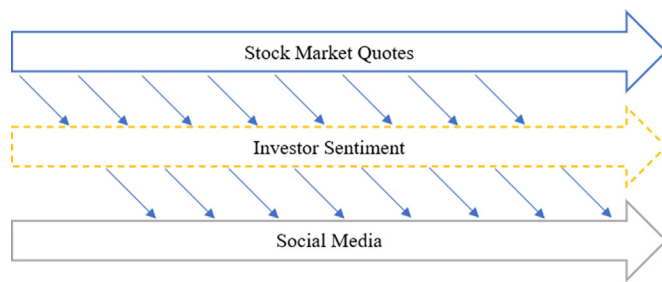 Stock Market Quotes
Investor Sentiment
Social Media